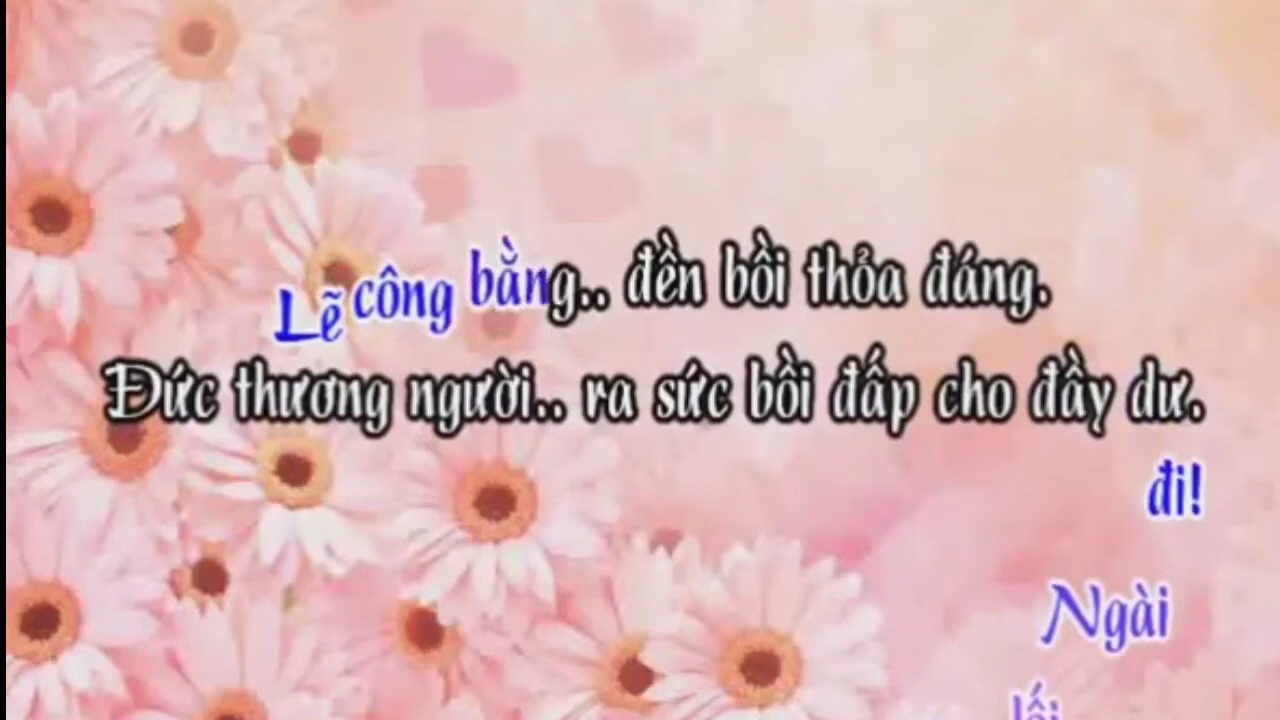 Lẽ công bằng.. đền bồi thỏa đáng.
Đức thương người.. ra sức bồi đắp cho đầy dư.
đi!
Ngài
lối